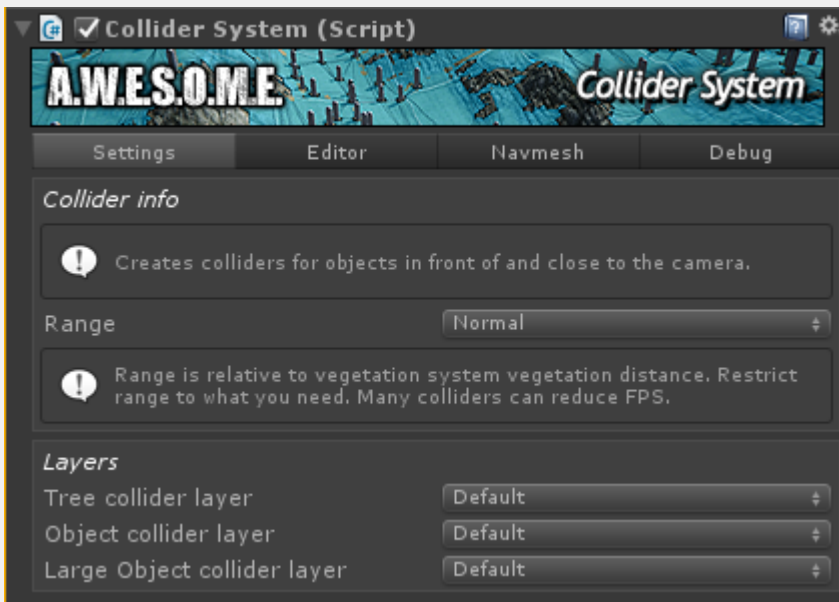 Collider System (Script)
A.W.E.S.O.M.E. Collider System
Settings Editor Navmesh Debug
Collider info
Creates colliders for objects in front of and close to the camera.
Range Normal
Range is relative to vegetation system vegetation distance. Restrict
range to what you need. Many colliders can reduce FPS.
Layers
Tree collider layer Default
Object collider layer Default
Large Object collider layer Default